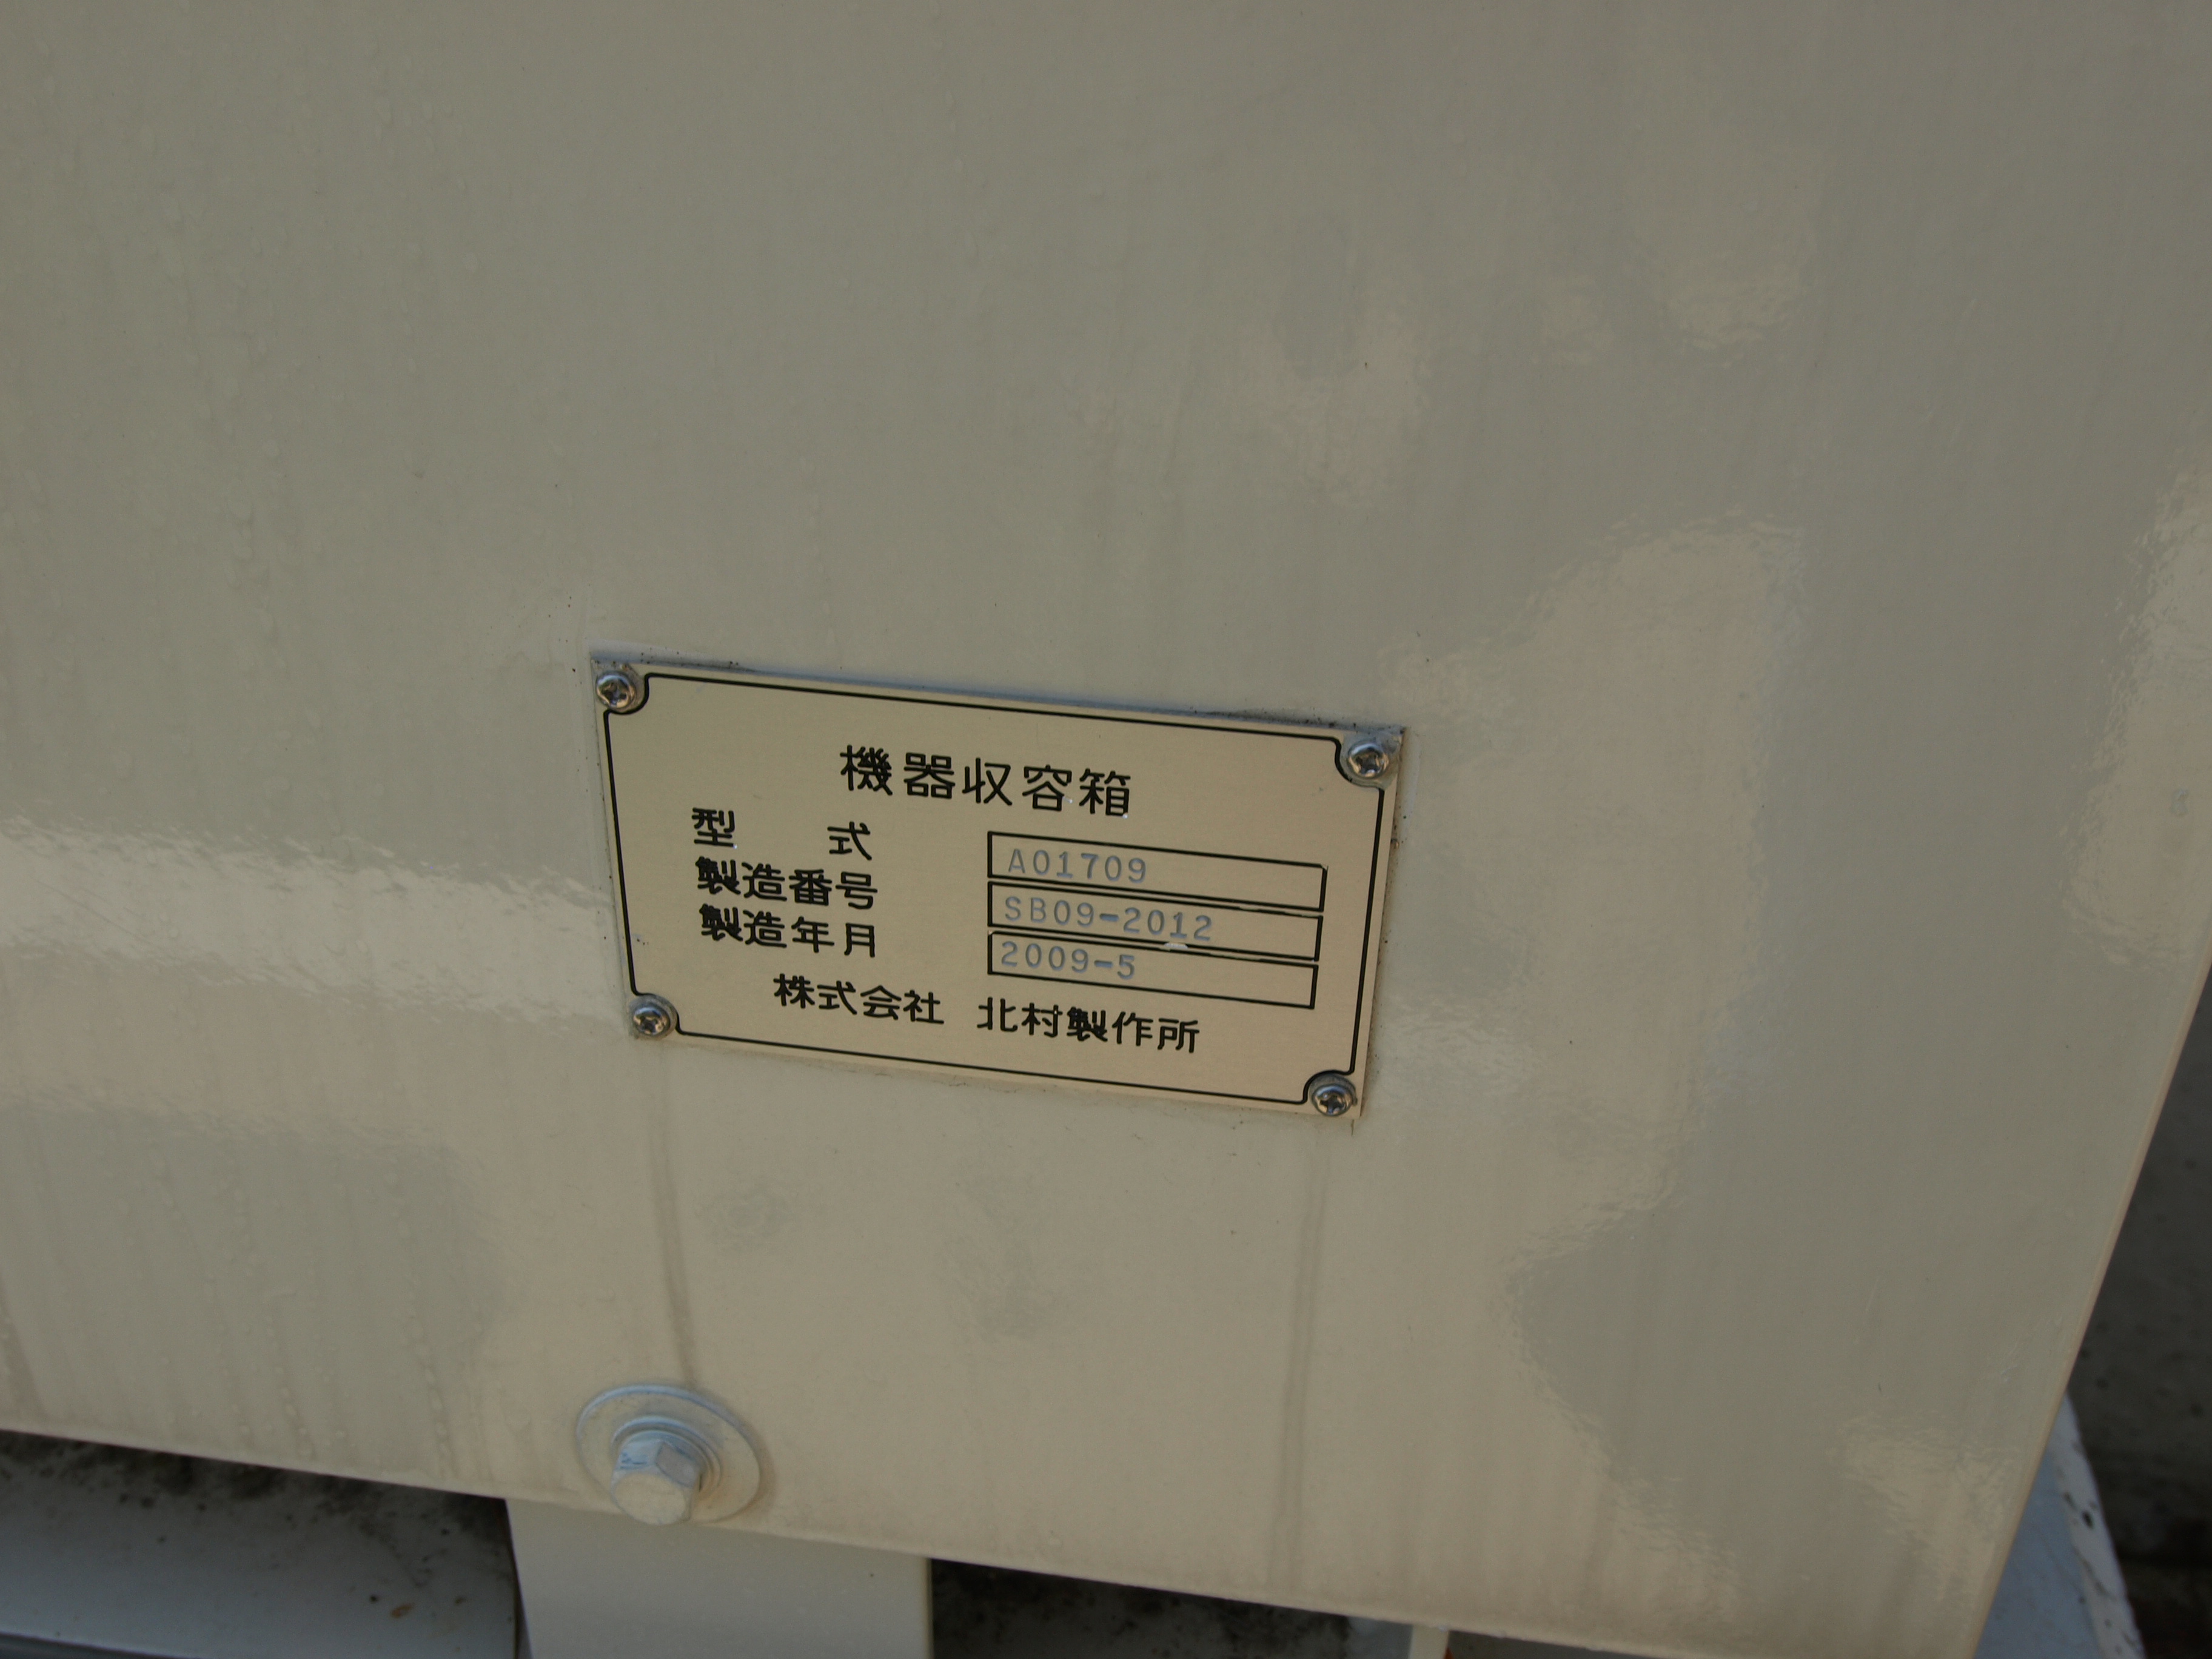 機器収容箱
型式 A01709
製造番号 SB09-2012
製造年月 2009-5
株式会社 北村製作所